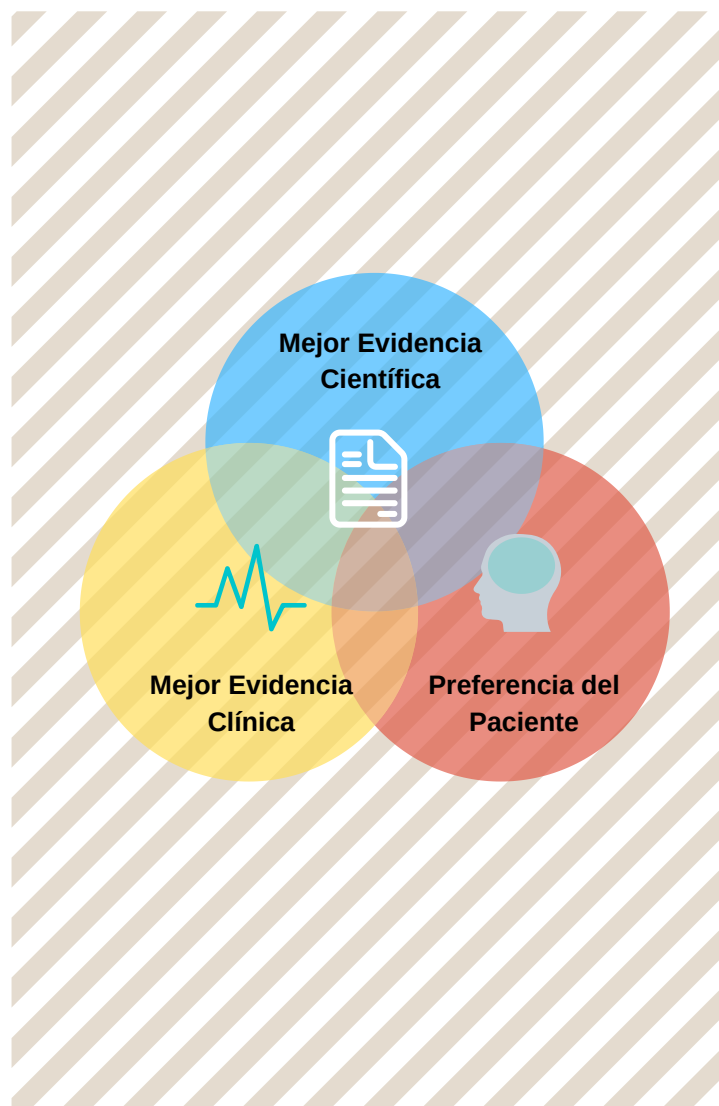 Mejor Evidencia
Científica
Mejor Evidencia
Clínica
Preferencia del
Paciente